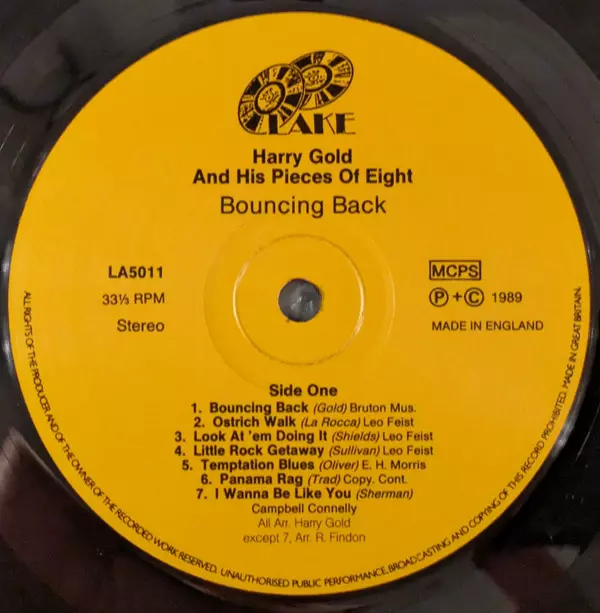 LAKE
Harry Gold
And His Pieces Of Eight
Bouncing Back
LA5011
33⅓ RPM
Stereo
MCPS
Ⓟ + © 1989
MADE IN ENGLAND
Side One
1. Bouncing Back (Gold) Bruton Mus.
2. Ostrich Walk (La Rocca) Leo Feist
3. Look At 'em Doing It (Shields) Leo Feist
4. Little Rock Getaway (Sullivan) Leo Feist
5. Temptation Blues (Oliver) E. H. Morris
6. Panama Rag (Trad) Copy. Cont.
7. I Wanna Be Like You (Sherman)
Campbell Connelly
All Arr. Harry Gold
except 7, Arr. R. Findon
ALL RIGHTS OF THE PRODUCER AND OF THE OWNER OF THE RECORDED WORK RESERVED. UNAUTHORISED PUBLIC PERFORMANCE, BROADCASTING AND COPYING OF THIS RECORD PROHIBITED. MADE IN GREAT BRITAIN.